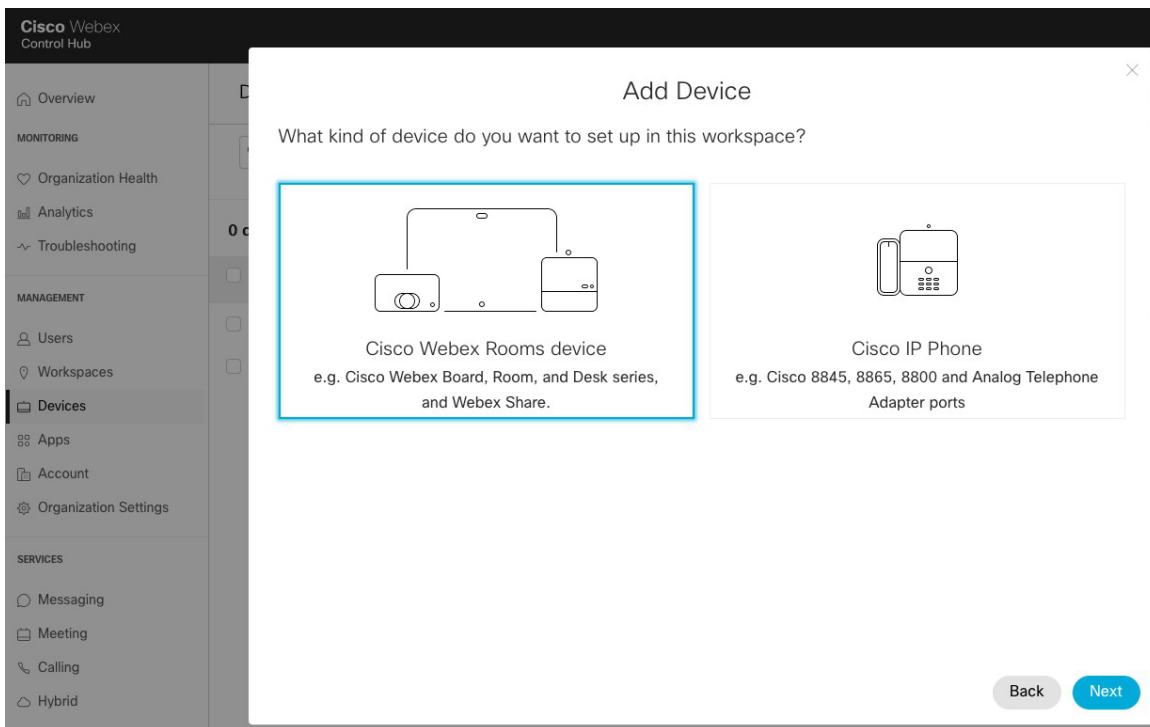 Cisco Webex
Control Hub
Overview
MONITORING
Organization Health
Analytics
Troubleshooting
MANAGEMENT
Users
Workspaces
Devices
Apps
Account
Organization Settings
SERVICES
Messaging
Meeting
Calling
Hybrid
D
0 d
Add Device
What kind of device do you want to set up in this workspace?
Cisco Webex Rooms device
e.g. Cisco Webex Board, Room, and Desk series,
and Webex Share.
Cisco IP Phone
e.g. Cisco 8845, 8865, 8800 and Analog Telephone
Adapter ports
Back
Next